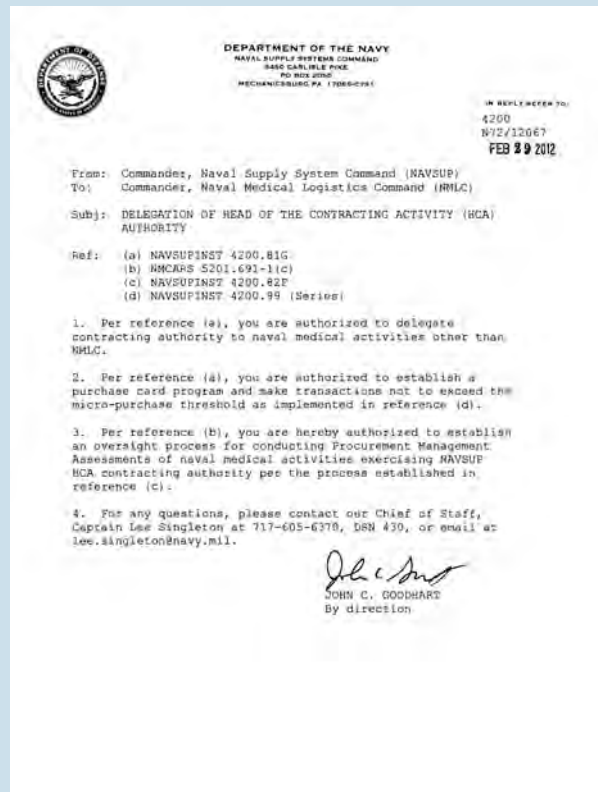 DEPARTMENT OF THE NAVY
NAVAL SUPPLY SYSTEMS COMMAND
5450 CARLISLE PIKE
PO BOX 2050
MECHANICSBURG PA 17055-0791
IN REPLY REFER TO:
4200
N72/12067
FEB 29 2012
From: Commander, Naval Supply System Command (NAVSUP)
To: Commander, Naval Medical Logistics Command (NMLC)
Subj: DELEGATION OF HEAD OF THE CONTRACTING ACTIVITY (HCA)
AUTHORITY
Ref: (a) NAVSUPINST 4200.81G
(b) NMCARS 5201.691-1(c)
(c) NAVSUPINST 4200.82F
(d) NAVSUPINST 4200.99 (Series)
1. Per reference (a), you are authorized to delegate
contracting authority to naval medical activities other than
NMLC.
2. Per reference (a), you are authorized to establish a
purchase card program and make transactions not to exceed the
micro-purchase threshold as implemented in reference (d).
3. Per reference (b), you are hereby authorized to establish
an oversight process for conducting Procurement Management
Assessments of naval medical activities exercising NAVSUP
HCA contracting authority per the process established in
reference (c).
4. For any questions, please contact our Chief of Staff,
Captain Lee Singleton at 717-605-6370, DSN 430, or email at
lee.singleton@navy.mil.
JOHN C. GOODHART
By direction